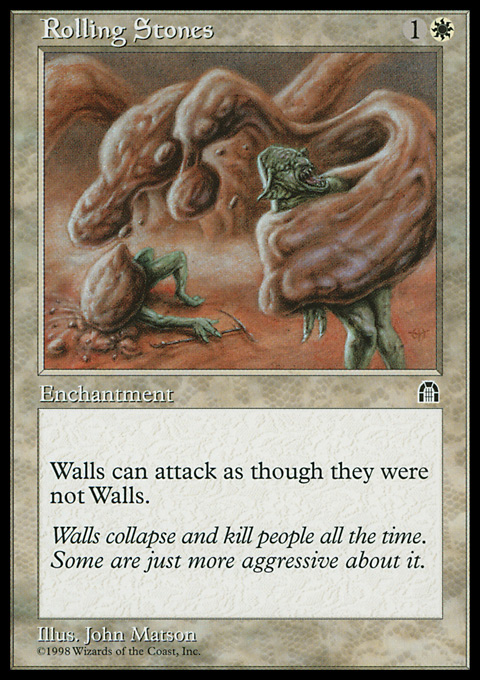 Rolling Stones 1
Enchantment
Walls can attack as though they were
not Walls.
Walls collapse and kill people all the time.
Some are just more aggressive about it.
Illus. John Matson
©1998 Wizards of the Coast, Inc.